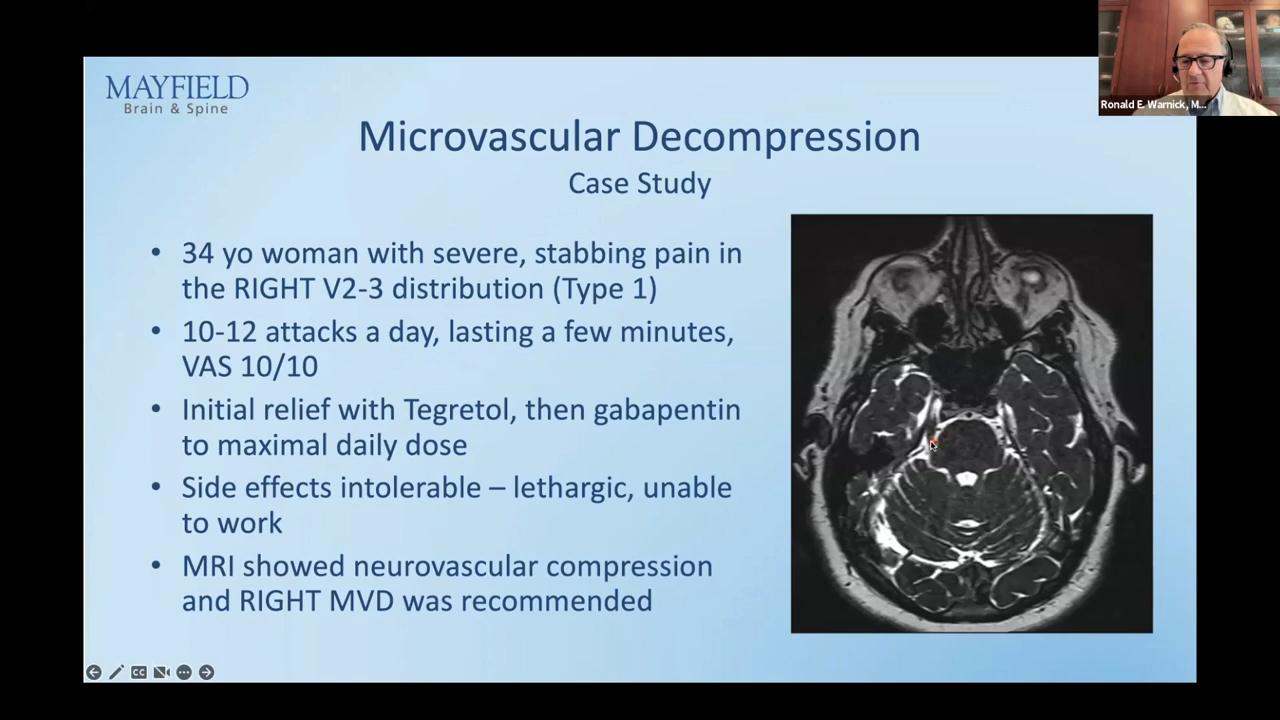 MAYFIELD
Brain & Spine
Ronald E. Warnick, M...
Microvascular Decompression
Case Study
• 34 yo woman with severe, stabbing pain in
the RIGHT V2-3 distribution (Type 1)
• 10-12 attacks a day, lasting a few minutes,
VAS 10/10
• Initial relief with Tegretol, then gabapentin
to maximal daily dose
• Side effects intolerable – lethargic, unable
to work
• MRI showed neurovascular compression
and RIGHT MVD was recommended
CC